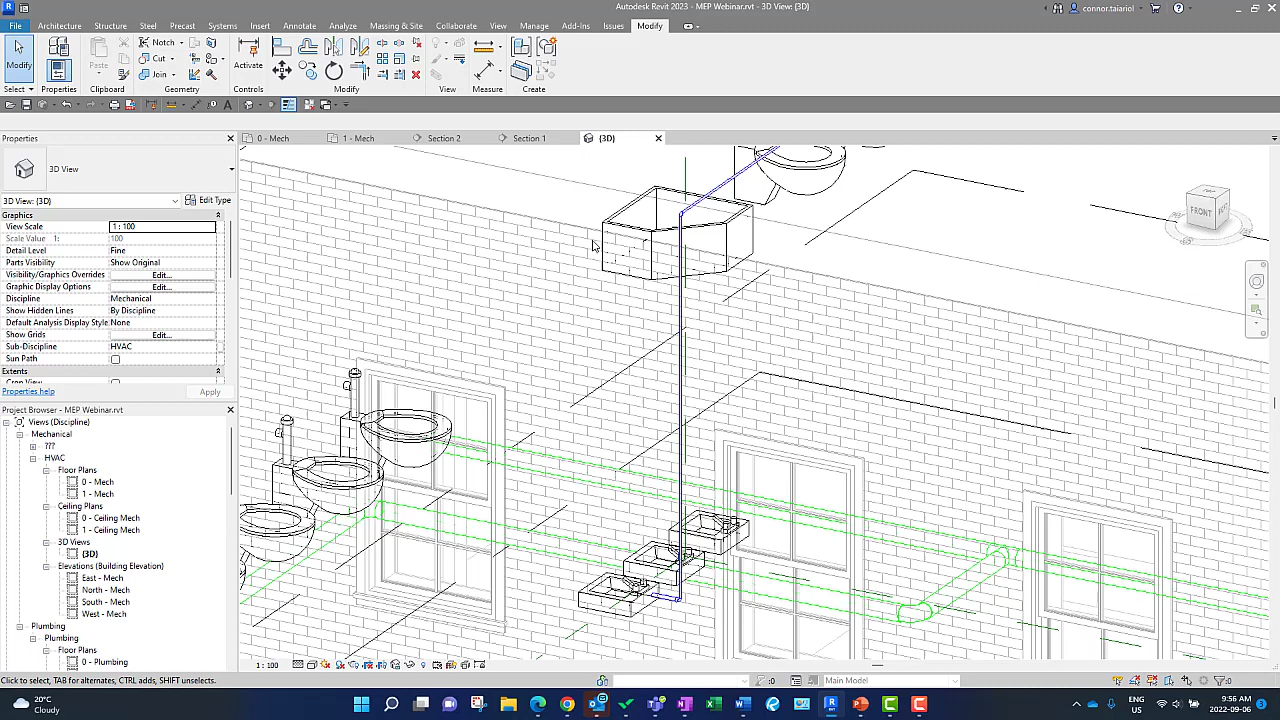 Autodesk Revit 2023 - MEP Webinar.rvt - 3D View: {3D}
connor.taiariol
File Architecture Structure Steel Precast Systems Insert Annotate Analyze Massing & Site Collaborate View Manage Add-Ins Issues Modify
Modify
Properties
Paste
Notch
Cut
Join
Activate
Select Properties Clipboard Geometry Controls Modify View Measure Create
Properties
0 - Mech
1 - Mech
Section 2
Section 1
{3D}
3D View
3D View: {3D}
Edit Type
Graphics
View Scale 1 : 100
Scale Value 1: 100
Detail Level Fine
Parts Visibility Show Original
Visibility/Graphics Overrides Edit...
Graphic Display Options Edit...
Discipline Mechanical
Show Hidden Lines By Discipline
Default Analysis Display Style None
Show Grids Edit...
Sub-Discipline HVAC
Sun Path
Extents
Crop View
Properties help
Apply
Project Browser - MEP Webinar.rvt
Views (Discipline)
Mechanical
???
HVAC
Floor Plans
0 - Mech
1 - Mech
Ceiling Plans
0 - Ceiling Mech
1 - Ceiling Mech
3D Views
{3D}
Elevations (Building Elevation)
East - Mech
North - Mech
South - Mech
West - Mech
Plumbing
Plumbing
Floor Plans
0 - Plumbing
FRONT
1 : 100
Click to select, TAB for alternates, CTRL adds, SHIFT unselects.
:0
Main Model
:0
20°C
Cloudy
ENG
US
9:56 AM
2022-09-06